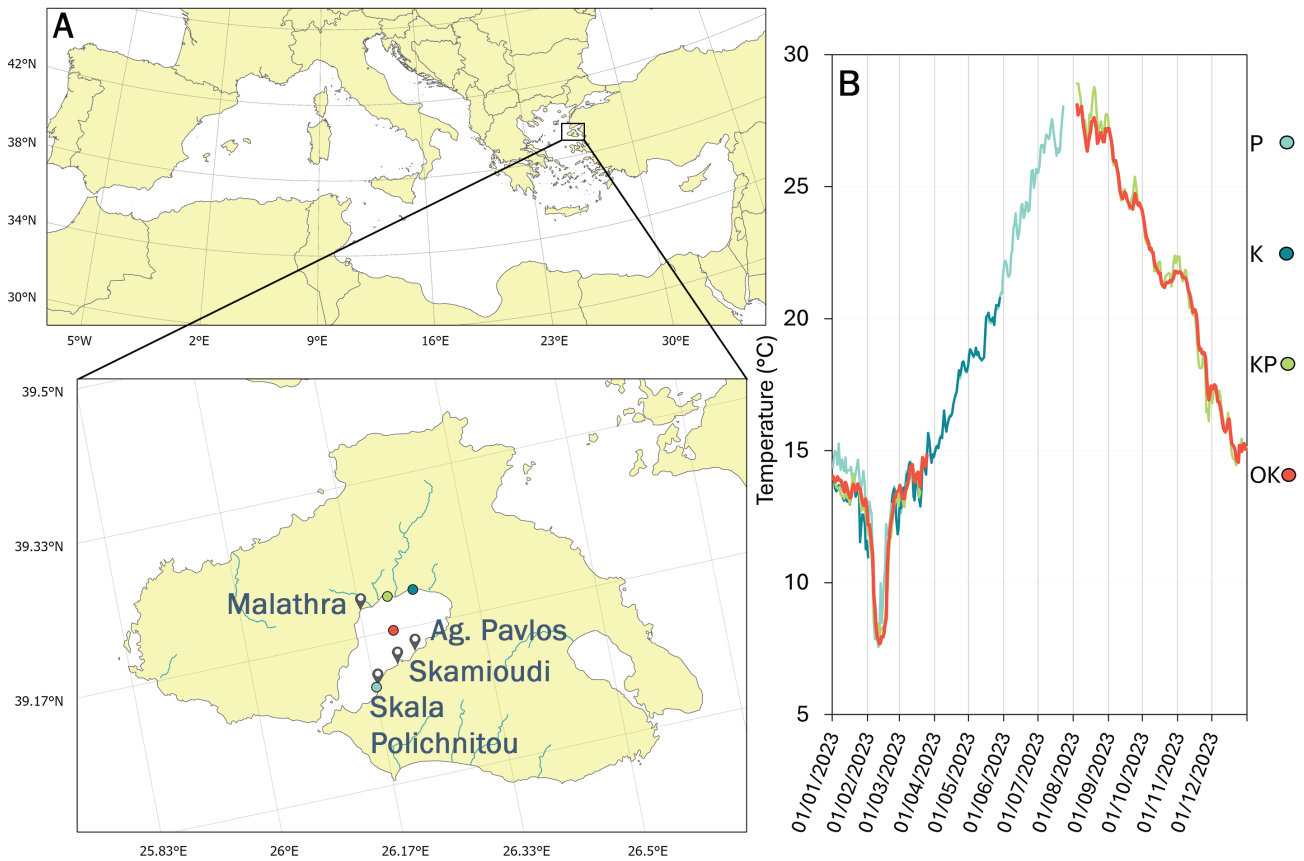 A
42°N
38°N
34°N
30°N
5°W
2°E
9°E
16°E
23°E
30°E
39.5°N
39.33°N
39.17°N
25.83°E
26°E
26.17°E
26.33°E
26.5°E
Malathra
Ag. Pavlos
Skamioudi
Skala
Polichnitou
B
Temperature (°C)
30
25
20
15
10
5
01/01/2023
01/02/2023
01/03/2023
01/04/2023
01/05/2023
01/06/2023
01/07/2023
01/08/2023
01/09/2023
01/10/2023
01/11/2023
01/12/2023
P
K
KP
OK